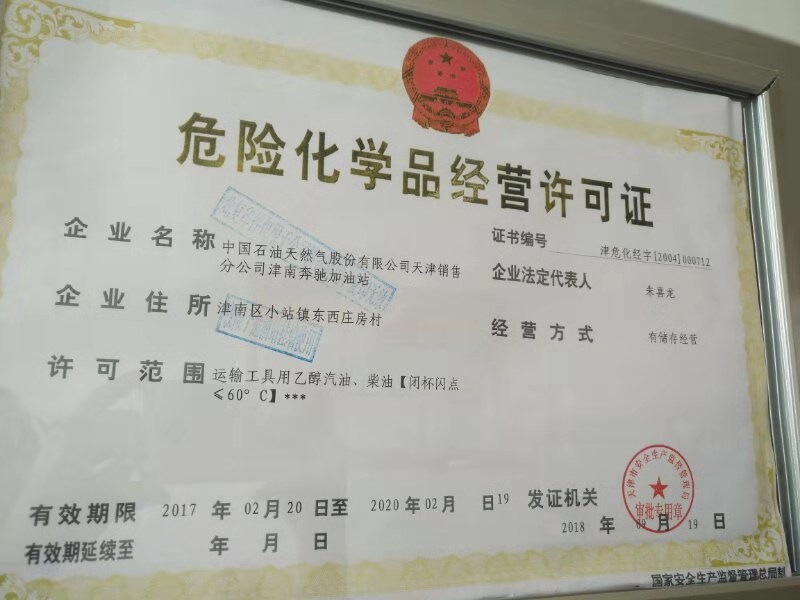 危险化学品经营许可证
企业名称 中国石油天然气股份有限公司天津销售
分公司津南奔驰加油站
企业住所 津南区小站镇东西庄房村
许可范围 运输工具用乙醇汽油、柴油【闭杯闪点
≤60° C】***
证书编号 津危化经字[2004]000712
企业法定代表人 朱喜龙
经营方式 有储存经营
有效期限 2017 年 02月 20 日至 2020年02月 日19
有效期延续至 年 月 日
发证机关
天津市安全生产监督管理局
审批专用章
2018 年 09 月 19 日
国家安全生产监督管理总局制